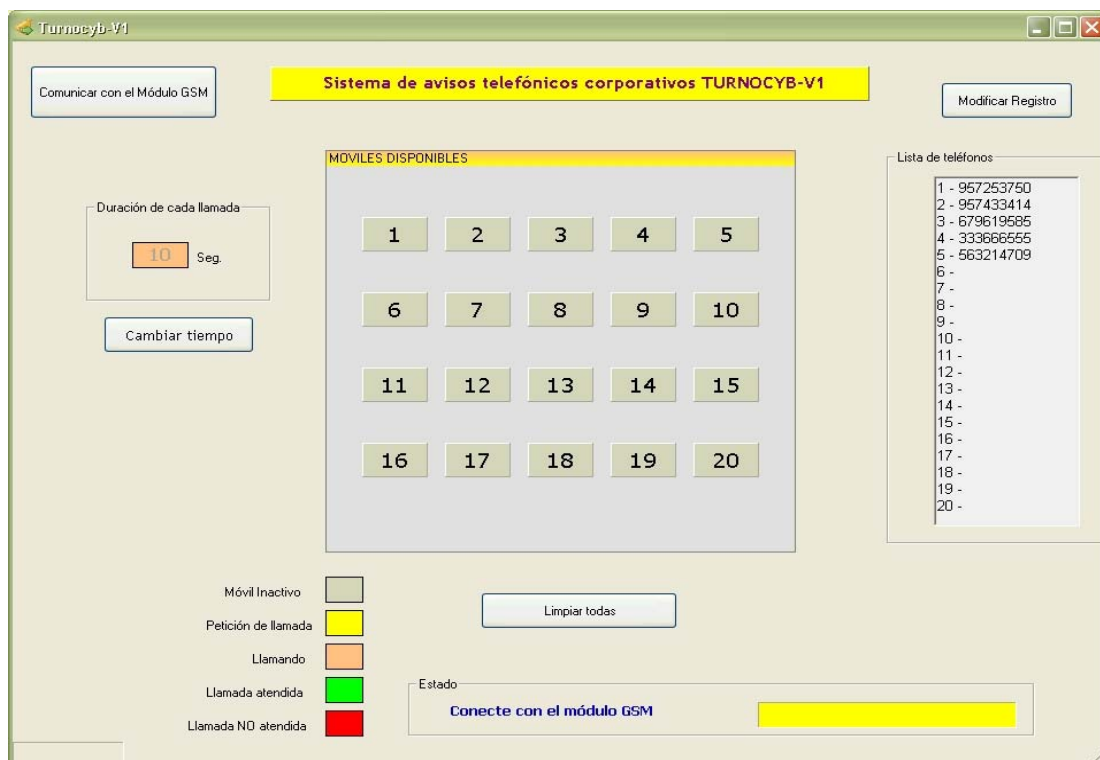 Turnocyb-V1
Comunicar con el Módulo GSM
Sistema de avisos telefónicos corporativos TURNOCYB-V1
Modificar Registro
MOVILES DISPONIBLES
Lista de teléfonos
Duración de cada llamada
10 Seg.
Cambiar tiempo
1 2 3 4 5
6 7 8 9 10
11 12 13 14 15
16 17 18 19 20
1 - 957253750
2 - 957433414
3 - 679619585
4 - 333666555
5 - 563214709
6 -
7 -
8 -
9 -
10 -
11 -
12 -
13 -
14 -
15 -
16 -
17 -
18 -
19 -
20 -
Móvil Inactivo
Petición de llamada
Llamando
Llamada atendida
Llamada NO atendida
Limpiar todas
Estado
Conecte con el módulo GSM